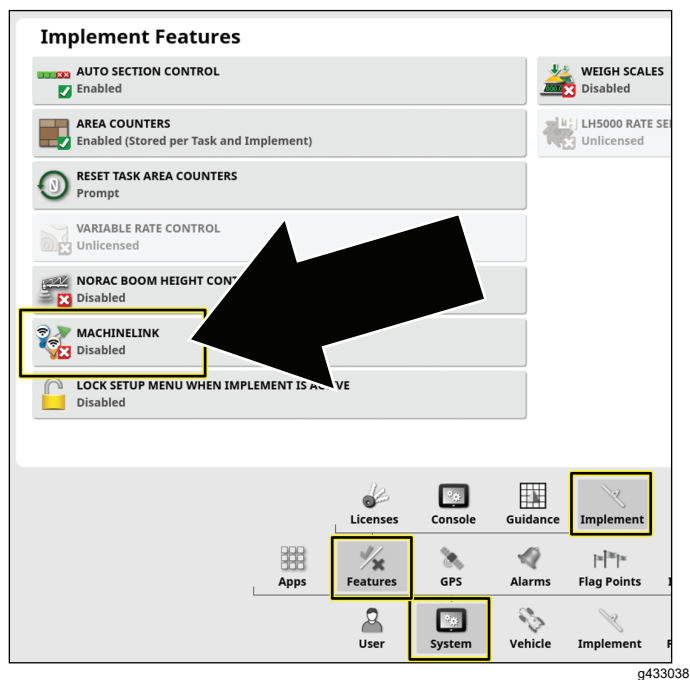 Implement Features
AUTO SECTION CONTROL
Enabled
AREA COUNTERS
Enabled (Stored per Task and Implement)
RESET TASK AREA COUNTERS
Prompt
VARIABLE RATE CONTROL
Unlicensed
NORAC BOOM HEIGHT
Disabled
MACHINELINK
Disabled
LOCK SETUP MENU WHEN IMPLEMENT IS
Disabled
WEIGH SCALES
Disabled
LH5000 RATE
Unlicensed
Licenses
Console
Guidance
Implement
Apps
Features
GPS
Alarms
Flag Points
User
System
Vehicle
Implement
g433038